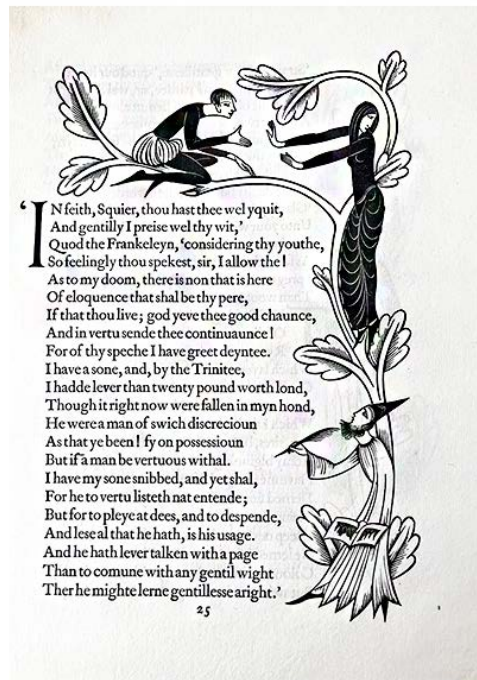 ‘IN feith, Squier, thou hast thee wel yquit,
And gentilly I preise wel thy wit,’
Quod the Frankeleyn, ‘considering thy youthe,
So feelingly thou spekest, sir, I allow the!
As to my doom, there is non that is here
Of eloquence that shal be thy pere,
If that thou live; god yeve thee good chaunce,
And in vertu sende thee continuaunce!
For of thy speche I have greet deyntee.
I have a sone, and, by the Trinitee,
I hadde lever than twenty pound worth lond,
Though it right now were fallen in myn hond,
He were a man of swich discrecioun
As that ye been! fy on possessioun
But if a man be vertuous withal.
I have my sone snibbed, and yet shal,
For he to vertu listeth nat entende;
But for to pleye at dees, and to despende,
And lese al that he hath, is his usage.
And he hath lever talken with a page
Than to comune with any gentil wight
Ther he mighte lerne gentillesse aright.’
25